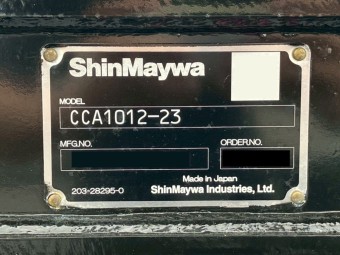 ShinMaywa
MODEL
CCA1012-23
MFG.NO. ORDER.NO.
Made in Japan
203-28295-0 ShinMaywa Industries, Ltd.